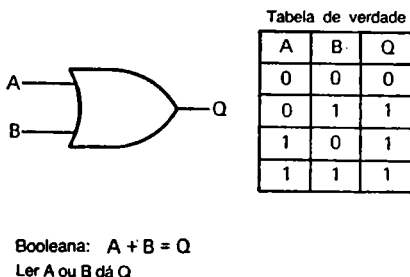 Tabela de verdade
A B Q
0 0 0
0 1 1
1 0 1
1 1 1
A
B
Q
Booleana: A + B = Q
Ler A ou B dá Q